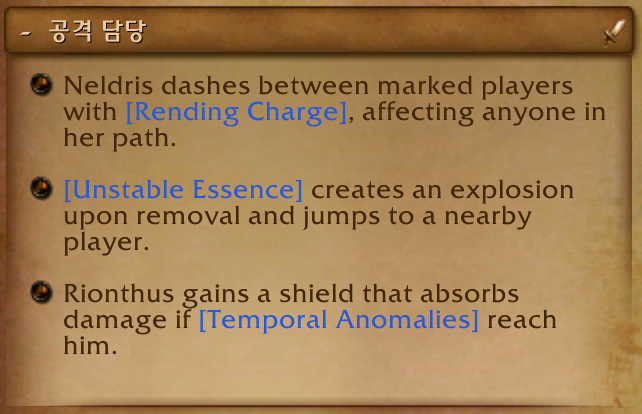 - 공격 담당
Neldris dashes between marked players
with [Rending Charge], affecting anyone in
her path.
[Unstable Essence] creates an explosion
upon removal and jumps to a nearby
player.
Rionthus gains a shield that absorbs
damage if [Temporal Anomalies] reach
him.